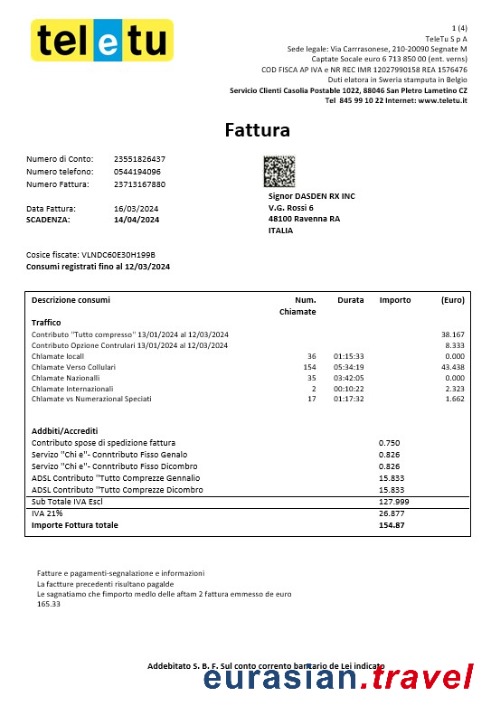 teletu
1 (4)
TeleTu S p A
Sede legale: Via Carrrasonese, 210-20090 Segnate M
Captate Socale euro 6 713 850 00 (ent. verns)
COD FISCA AP IVA e NR REC IMR 12027990158 REA 1576476
Duti elatora in Sweria stamputa in Belgio
Servicio Clienti Casolia Postable 1022, 88046 San Pletro Lametino CZ
Tel 845 99 10 22 Internet: www.teletu.it
Fattura
Numero di Conto: 23551826437
Numero telefono: 0544194096
Numero Fattura: 23713167880
Data Fattura: 16/03/2024
SCADENZA: 14/04/2024
Signor DASDEN RX INC
V.G. Rossi 6
48100 Ravenna RA
ITALIA
Cosice fiscate: VLNDC60E30H199B
Consumi registrati fino al 12/03/2024
Descrizione consumi Num. Chiamate Durata Importo (Euro)
Traffico
Contributo "Tutto compresso" 13/01/2024 al 12/03/2024 38.167
Contributo Opzione Contrulari 13/01/2024 al 12/03/2024 8.333
Chlamate locall 36 01:15:33 0.000
Chlamate Verso Collulari 154 05:34:19 43.438
Chlamate Nazionalli 35 03:42:05 0.000
Chlamate Internazionali 2 00:10:22 2.323
Chlamate vs Numerazional Speciati 17 01:17:32 1.662
Addbiti/Accrediti
Contributo spose di spedizione fattura 0.750
Servizo "Chi e"- Conntributo Fisso Genalo 0.826
Servizo "Chi e"- Contributo Fisso Dicombro 0.826
ADSL Contributo "Tutto Comprezze Gennalio 15.833
ADSL Contributo "Tutto Comprezze Dicombro 15.833
Sub Totale IVA Escl 127.999
IVA 21% 26.877
Importe Fottura totale 154.87
Fatture e pagamenti-segnalazione e informazioni
La factture precedenti risultano pagalde
Le sagnatiamo che fimporto medlo delle aftam 2 fattura emmesso de euro
165.33
Addebitato S. B. F. Sul conto corrento bantario de Lei indicato
eurasian.travel